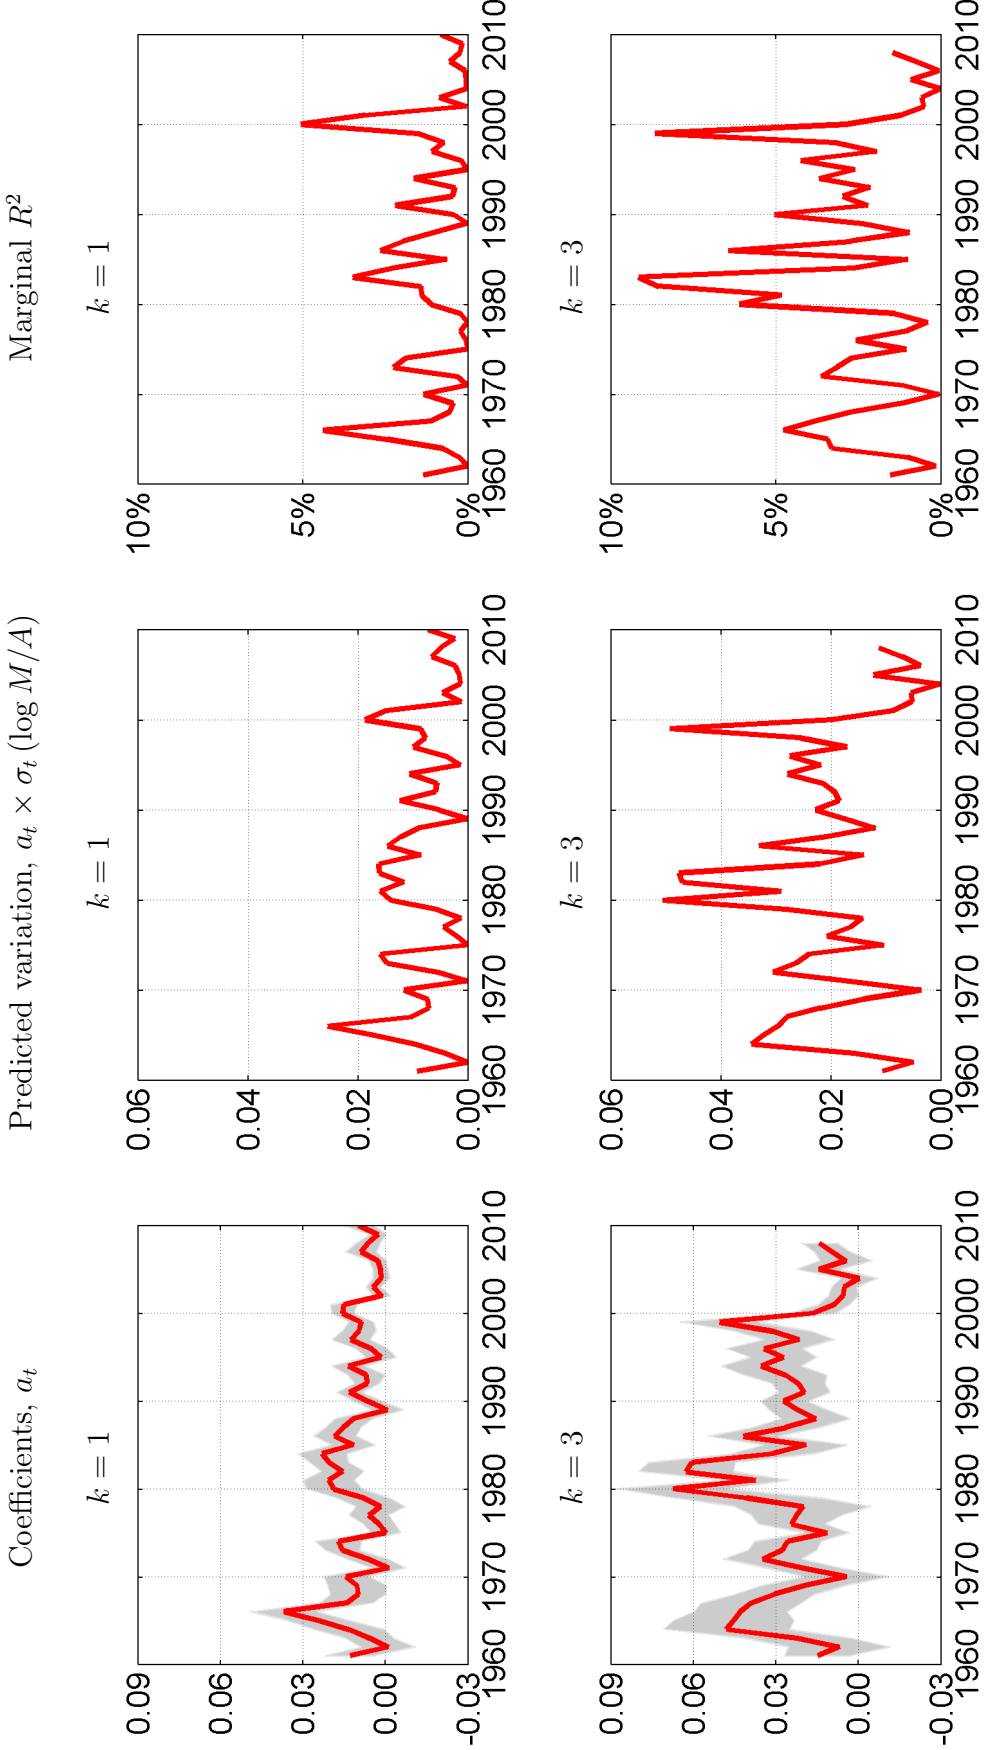 Coefficients, a_t
k = 1
0.09
0.06
0.03
0.00
-0.03
1960 1970 1980 1990 2000 2010
k = 3
0.09
0.06
0.03
0.00
-0.03
1960 1970 1980 1990 2000 2010
Predicted variation, a_t × σ_t (log M/A)
k = 1
0.06
0.04
0.02
0.00
1960 1970 1980 1990 2000 2010
k = 3
0.06
0.04
0.02
0.00
1960 1970 1980 1990 2000 2010
Marginal R²
k = 1
10%
5%
0%
1960 1970 1980 1990 2000 2010
k = 3
10%
5%
0%
1960 1970 1980 1990 2000 2010